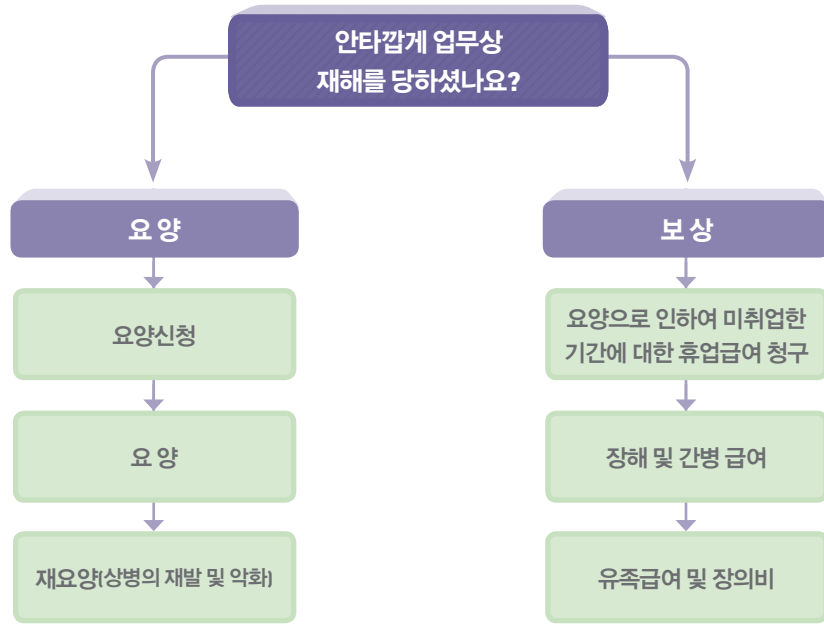 안타깝게 업무상
재해를 당하셨나요?
요 양
요양신청
요 양
재요양(상병의 재발 및 악화)
보 상
요양으로 인하여 미취업한
기간에 대한 휴업급여 청구
장해 및 간병 급여
유족급여 및 장의비